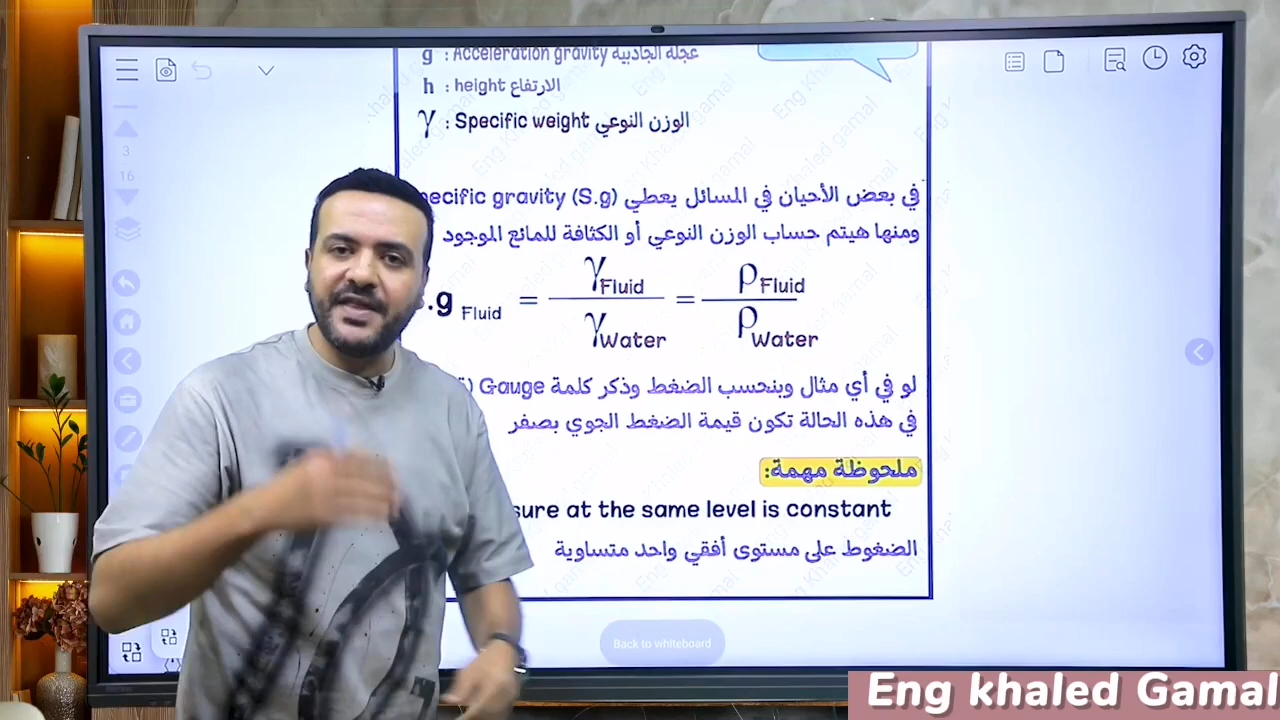 g : Acceleration gravity عجلة الجاذبية
h : height الارتفاع
γ : Specific weight الوزن النوعي
في بعض الأحيان في المسائل يعطي pecific gravity (S.g)
ومنها هيتم حساب الوزن النوعي أو الكثافة للمائع الموجود
.g Fluid = γFluid / γWater = ρFluid / ρWater
لو في أي مثال وبنحسب الضغط وذكر كلمة Gauge
في هذه الحالة تكون قيمة الضغط الجوي بصفر
ملحوظة مهمة:
sure at the same level is constant
الضغوط على مستوى أفقي واحد متساوية
3
16
Back to whiteboard
Eng khaled Gamal